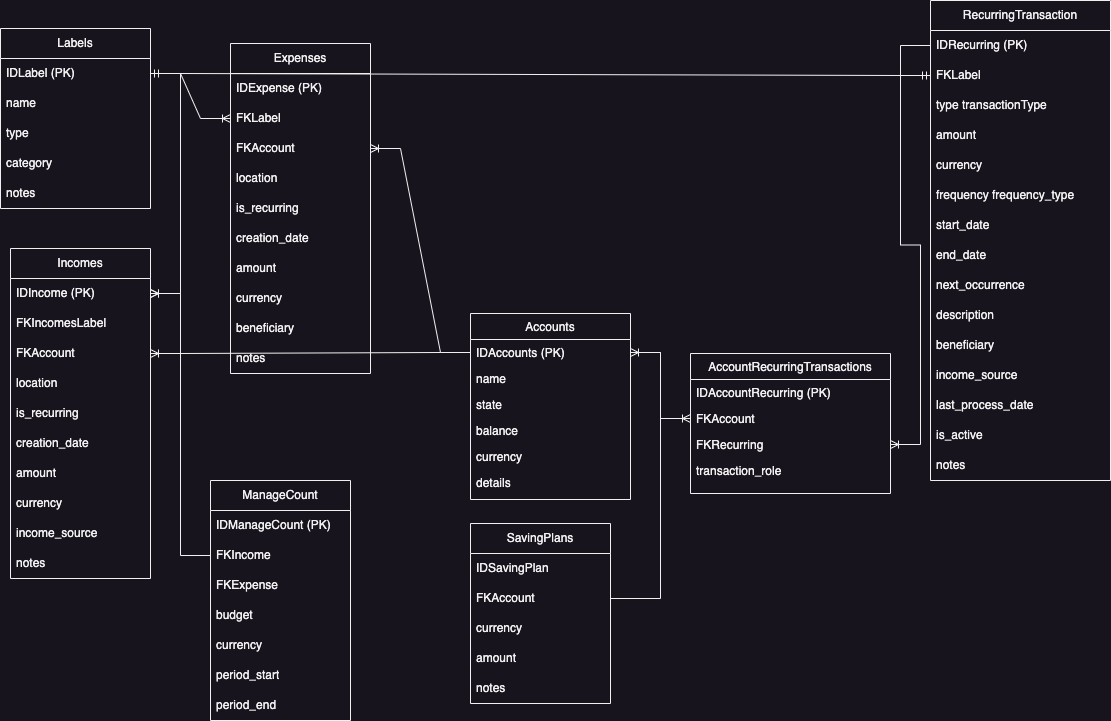 Labels
IDLabel (PK)
name
type
category
notes
Expenses
IDExpense (PK)
FKLabel
FKAccount
location
is_recurring
creation_date
amount
currency
beneficiary
notes
RecurringTransaction
IDRecurring (PK)
FKLabel
type transactionType
amount
currency
frequency frequency_type
start_date
end_date
next_occurrence
description
beneficiary
income_source
last_process_date
is_active
notes
Incomes
IDIncome (PK)
FKIncomesLabel
FKAccount
location
is_recurring
creation_date
amount
currency
income_source
notes
Accounts
IDAccounts (PK)
name
state
balance
currency
details
AccountRecurringTransactions
IDAccountRecurring (PK)
FKAccount
FKRecurring
transaction_role
ManageCount
IDManageCount (PK)
FKIncome
FKExpense
budget
currency
period_start
period_end
SavingPlans
IDSavingPlan
FKAccount
currency
amount
notes